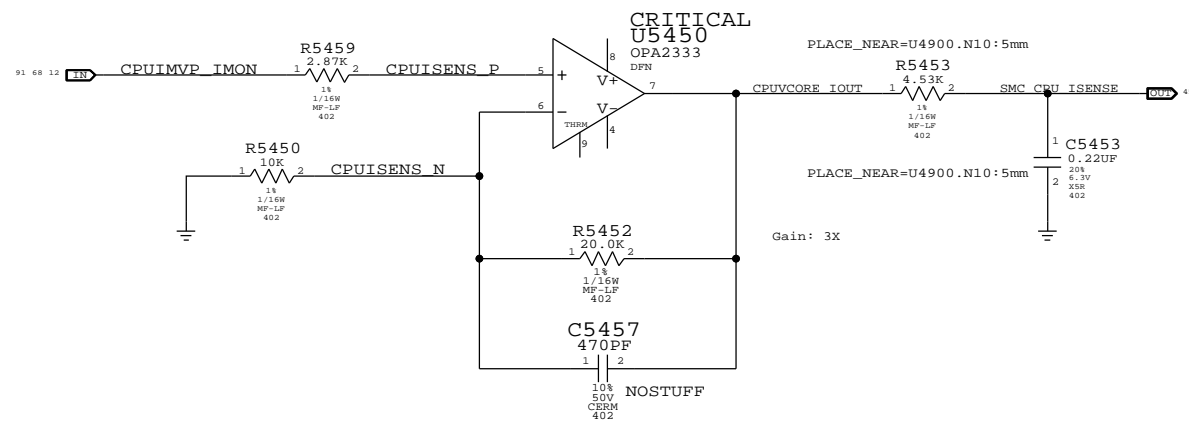 CRITICAL
U5450
OPA2333
DFN
8
V+
V-
5
+
6
-
7
THRM
9
4
91 68 12
IN
CPUIMVP_IMON
R5459
2.87K
1 2
1%
1/16W
MF-LF
402
CPUISENS_P
PLACE_NEAR=U4900.N10:5mm
R5453
4.53K
CPUVCORE_IOUT
1 2
1%
1/16W
MF-LF
402
SMC_CPU_ISENSE
OUT
4
R5450
10K
1 2
1%
1/16W
MF-LF
402
CPUISENS_N
PLACE_NEAR=U4900.N10:5mm
1
C5453
0.22UF
20%
6.3V
X5R
402
2
R5452
20.0K
1 2
1%
1/16W
MF-LF
402
Gain: 3X
C5457
470PF
1 2
10%
50V
CERM
402
NOSTUFF